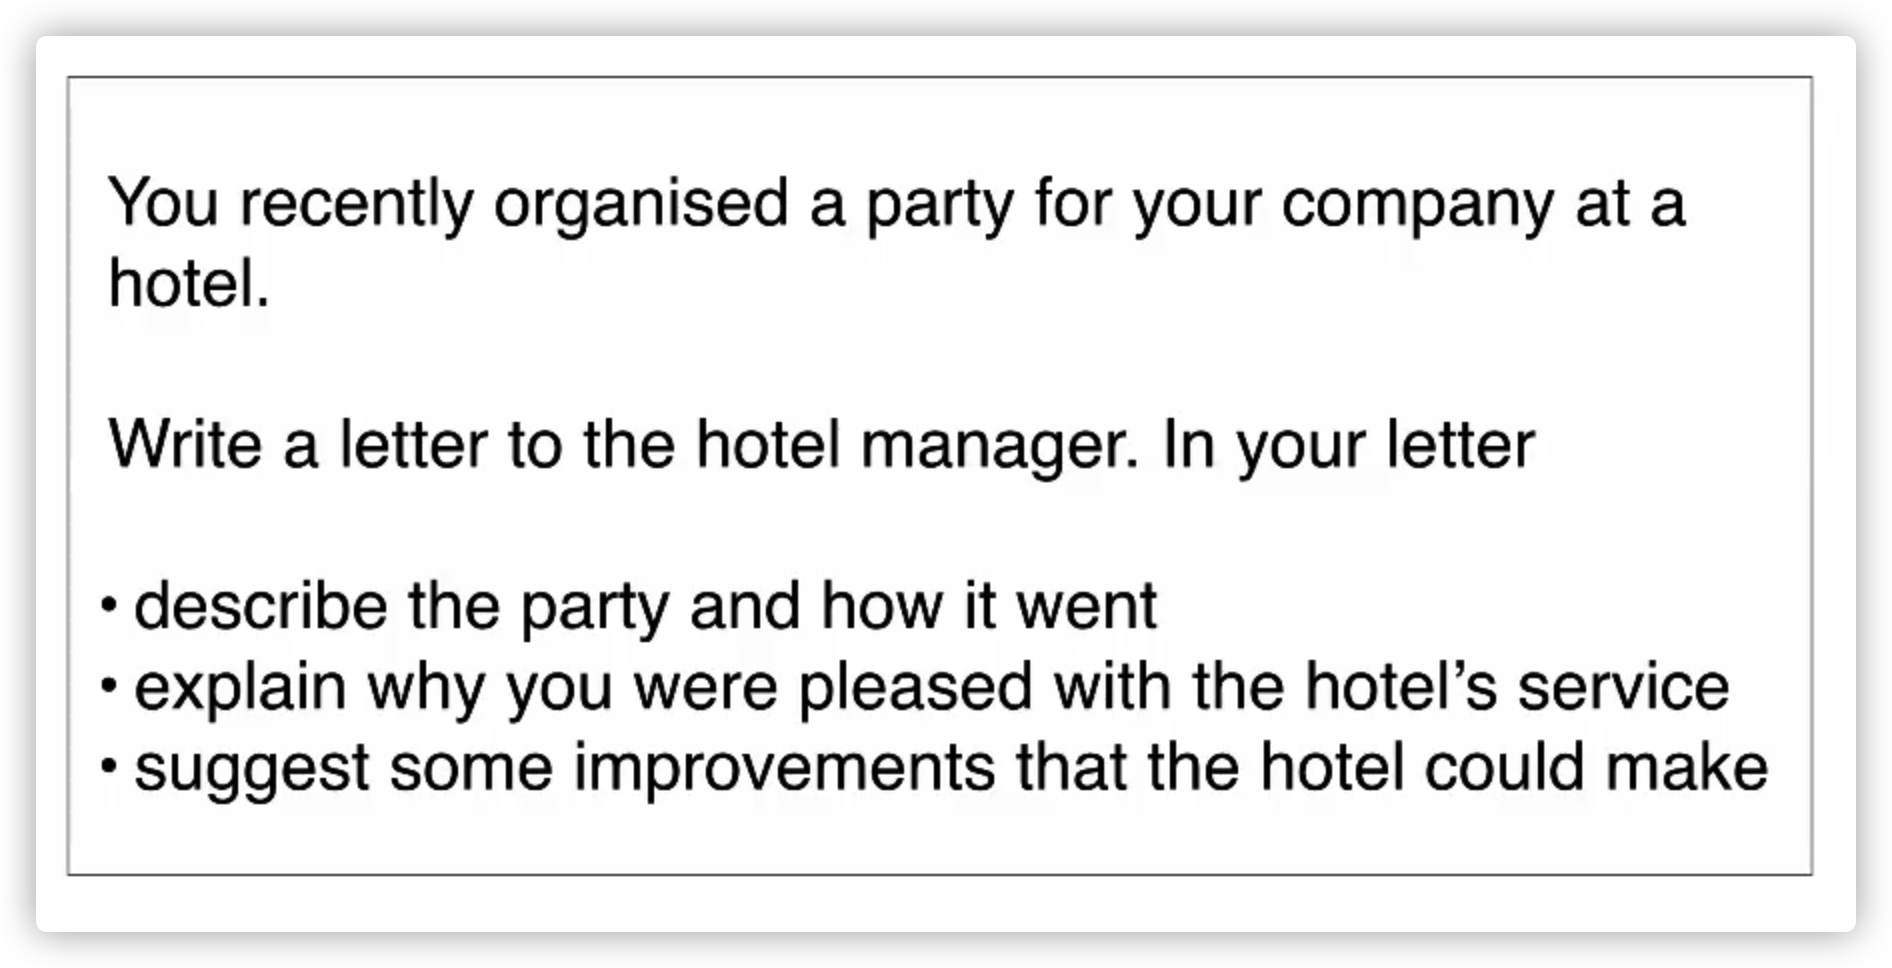 You recently organised a party for your company at a
hotel.
Write a letter to the hotel manager. In your letter
• describe the party and how it went
• explain why you were pleased with the hotel’s service
• suggest some improvements that the hotel could make